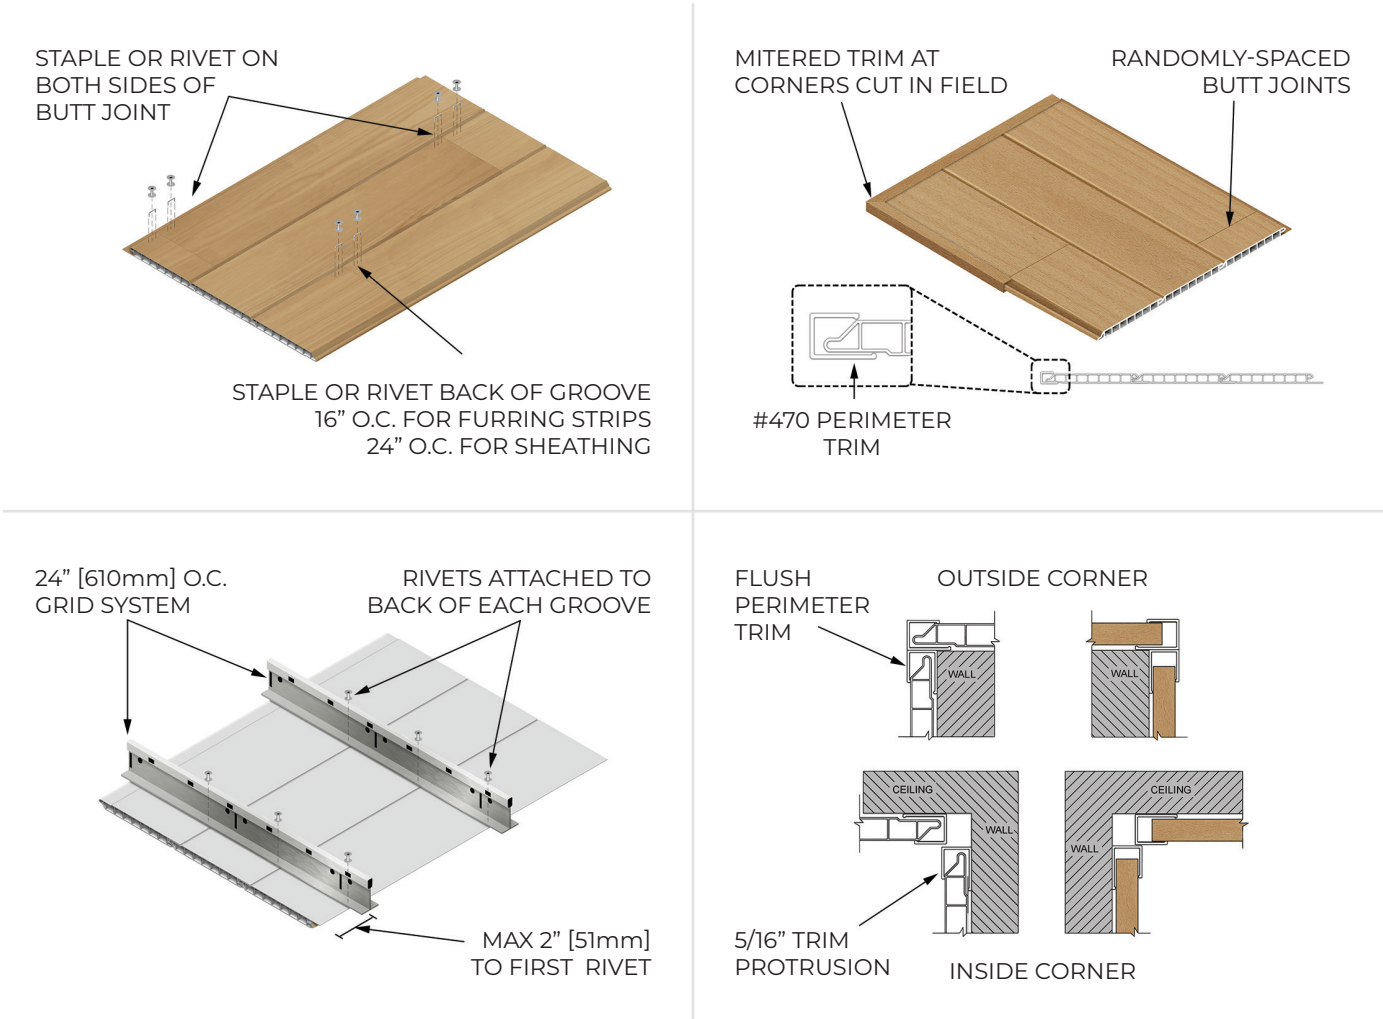 STAPLE OR RIVET ON
BOTH SIDES OF
BUTT JOINT
STAPLE OR RIVET BACK OF GROOVE
16” O.C. FOR FURRING STRIPS
24” O.C. FOR SHEATHING
MITERED TRIM AT
CORNERS CUT IN FIELD
RANDOMLY-SPACED
BUTT JOINTS
#470 PERIMETER
TRIM
24” [610mm] O.C.
GRID SYSTEM
RIVETS ATTACHED TO
BACK OF EACH GROOVE
MAX 2” [51mm]
TO FIRST RIVET
FLUSH
PERIMETER
TRIM
OUTSIDE CORNER
WALL
WALL
CEILING
WALL
CEILING
WALL
5/16” TRIM
PROTRUSION
INSIDE CORNER